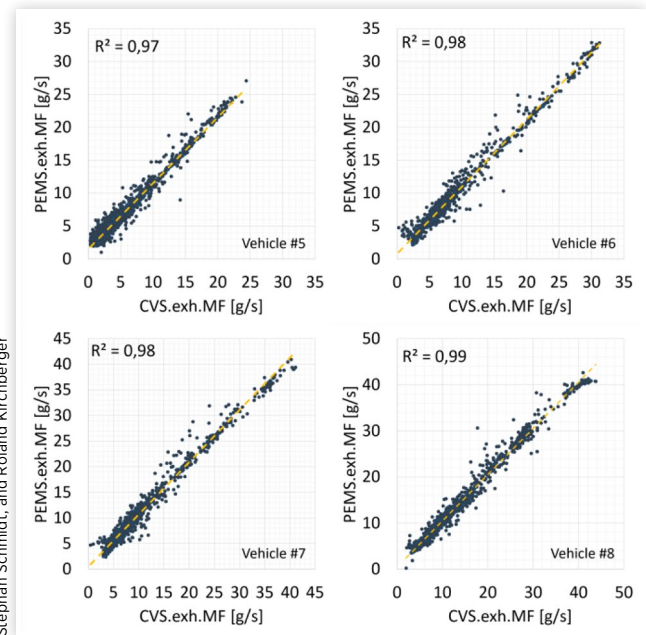 35
30
25
20
15
10
5
0
R² = 0,97
Vehicle #5
PEMS.exh.MF [g/s]
0 5 10 15 20 25 30 35
CVS.exh.MF [g/s]
35
30
25
20
15
10
5
0
R² = 0,98
Vehicle #6
PEMS.exh.MF [g/s]
0 5 10 15 20 25 30 35
CVS.exh.MF [g/s]
45
40
35
30
25
20
15
10
5
0
R² = 0,98
Vehicle #7
PEMS.exh.MF [g/s]
0 5 10 15 20 25 30 35 40 45
CVS.exh.MF [g/s]
50
40
30
20
10
0
R² = 0,99
Vehicle #8
PEMS.exh.MF [g/s]
0 10 20 30 40 50
CVS.exh.MF [g/s]
Stephan Schmidt, and Roland Kirchberger